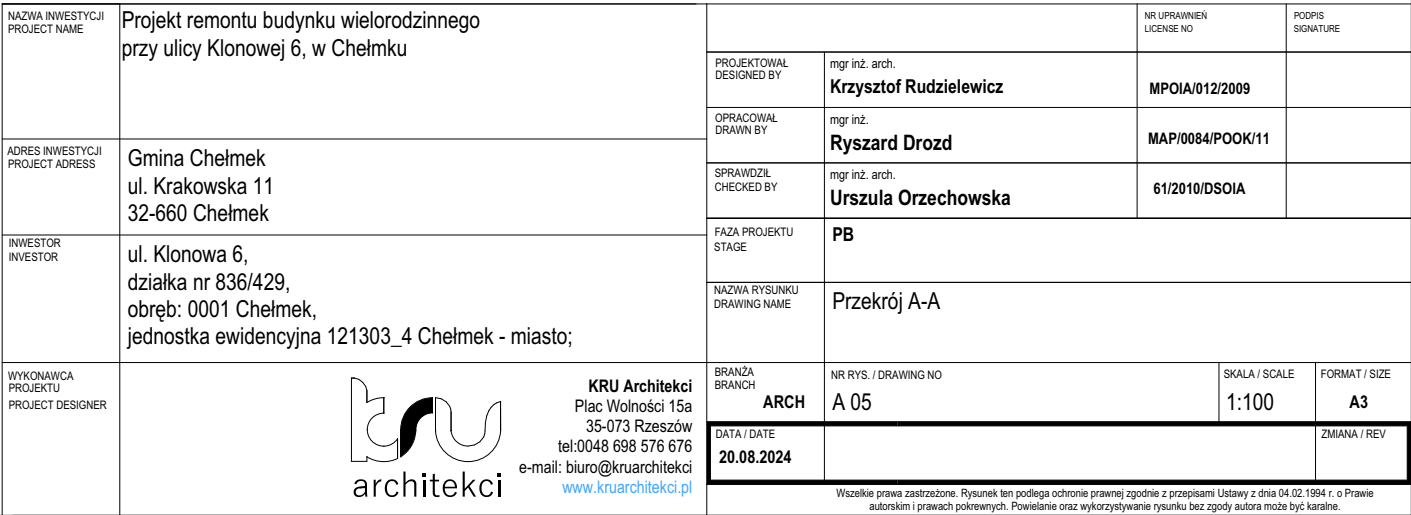 NAZWA INWESTYCJI
PROJECT NAME
Projekt remontu budynku wielorodzinnego
przy ulicy Klonowej 6, w Chełmku
ADRES INWESTYCJI
PROJECT ADRESS
Gmina Chełmek
ul. Krakowska 11
32-660 Chełmek
INWESTOR
INVESTOR
ul. Klonowa 6,
działka nr 836/429,
obręb: 0001 Chełmek,
jednostka ewidencyjna 121303_4 Chełmek - miasto;
WYKONAWCA
PROJEKTU
PROJECT DESIGNER
kru
architekci
KRU Architekci
Plac Wolności 15a
35-073 Rzeszów
tel:0048 698 576 676
e-mail: biuro@kruarchitekci
www.kruarchitekci.pl
NR UPRAWNIEŃ
LICENSE NO
PODPIS
SIGNATURE
PROJEKTOWAŁ
DESIGNED BY
mgr inż. arch.
Krzysztof Rudzielewicz
MPOIA/012/2009
OPRACOWAŁ
DRAWN BY
mgr inż.
Ryszard Drozd
MAP/0084/POOK/11
SPRAWDZIŁ
CHECKED BY
mgr inż. arch.
Urszula Orzechowska
61/2010/DSOIA
FAZA PROJEKTU
STAGE
PB
NAZWA RYSUNKU
DRAWING NAME
Przekrój A-A
BRANŻA
BRANCH
ARCH
NR RYS. / DRAWING NO
A 05
SKALA / SCALE
1:100
FORMAT / SIZE
A3
DATA / DATE
20.08.2024
ZMIANA / REV
Wszelkie prawa zastrzeżone. Rysunek ten podlega ochronie prawnej zgodnie z przepisami Ustawy z dnia 04.02.1994 r. o Prawie
autorskim i prawach pokrewnych. Powielanie oraz wykorzystywanie rysunku bez zgody autora może być karalne.